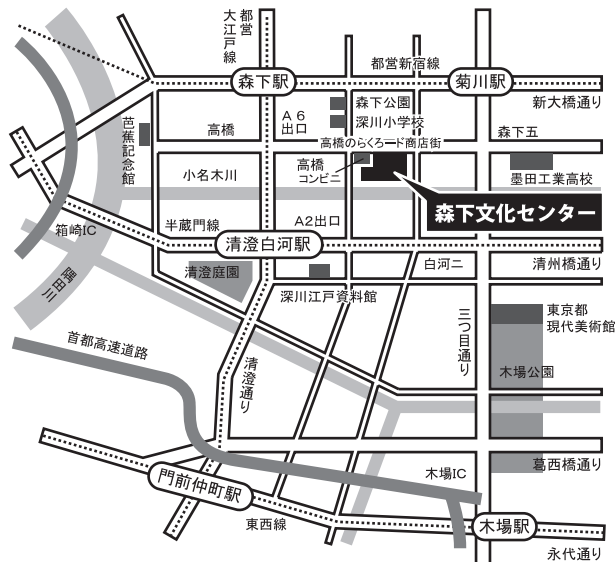 都営
大江戸線
都営新宿線
森下駅
菊川駅
新大橋通り
森下公園
A6
出口
深川小学校
高橋
森下五
芭蕉記念館
高橋のらくろード商店街
高橋
コンビニ
小名木川
墨田工業高校
森下文化センター
箱崎IC
半蔵門線
A2出口
清澄白河駅
隅田川
清澄庭園
白河二
清州橋通り
深川江戸資料館
三つ目通り
東京都
現代美術館
首都高速道路
清澄通り
木場公園
木場IC
葛西橋通り
門前仲町駅
東西線
木場駅
永代通り